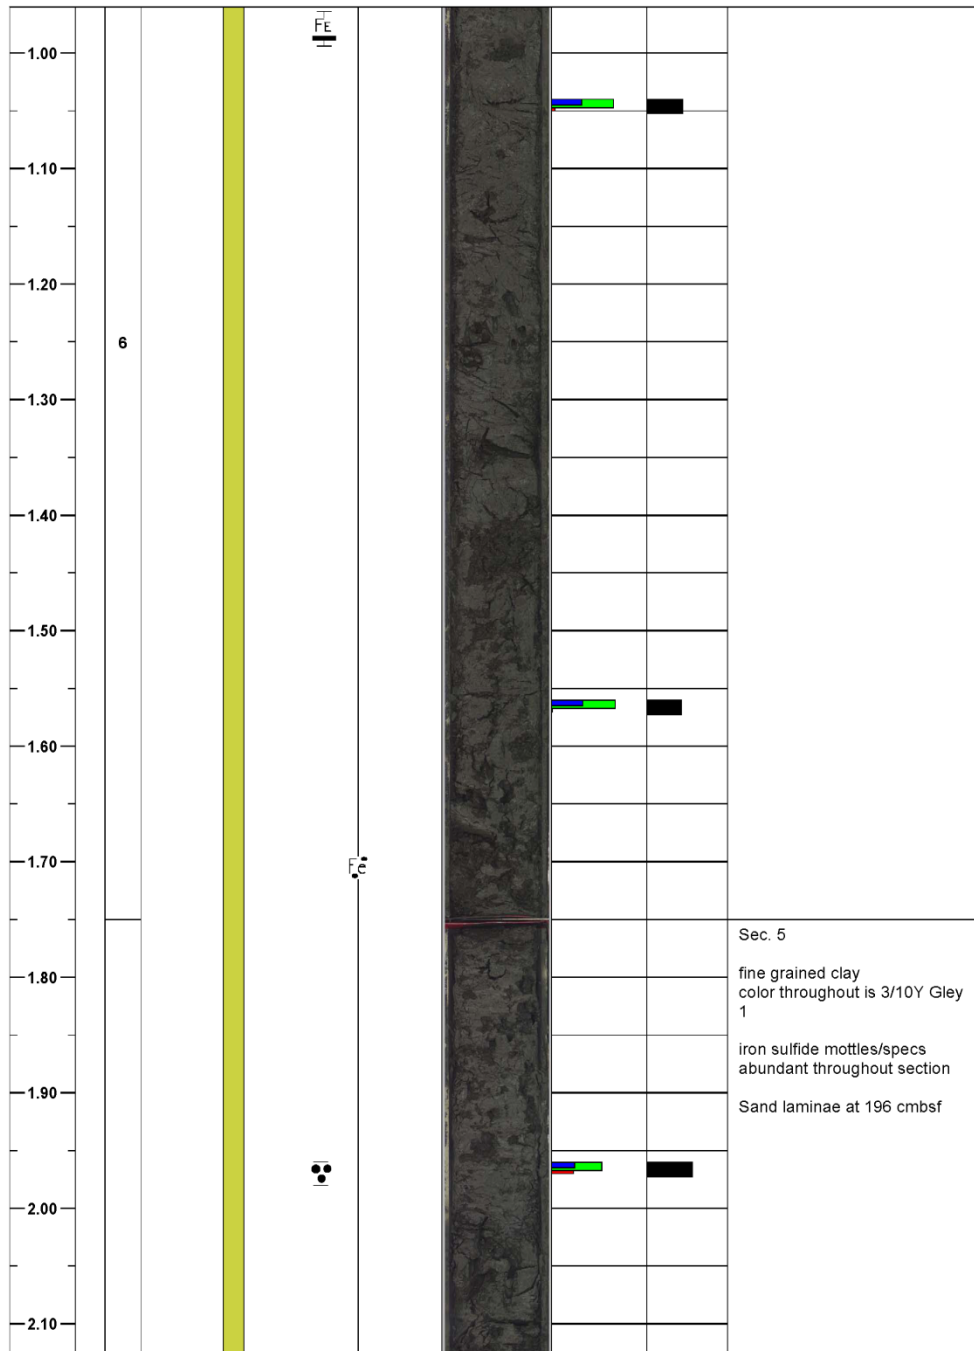 FE
1.00
1.10
1.20
6
1.30
1.40
1.50
1.60
1.70
Fe
Sec. 5
1.80
fine grained clay
color throughout is 3/10Y Gley
1
iron sulfide mottles/specs
abundant throughout section
1.90
Sand laminae at 196 cmbsf
2.00
2.10